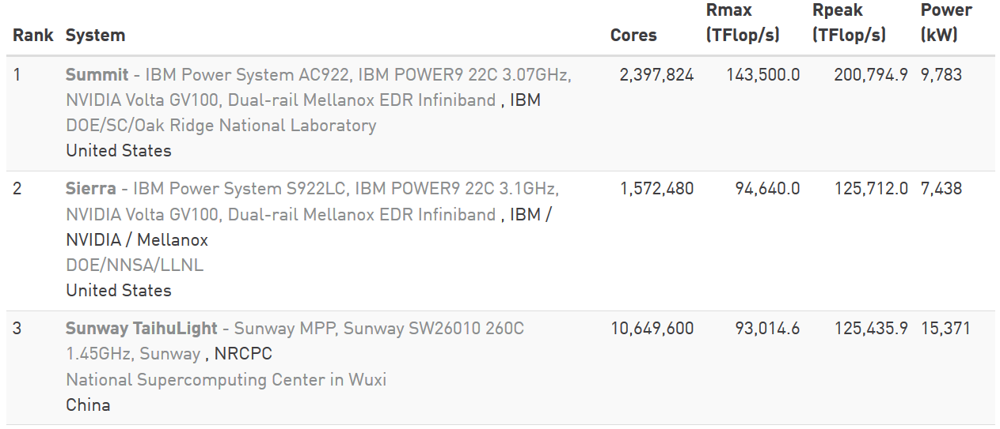 Rank System Cores Rmax (TFlop/s) Rpeak (TFlop/s) Power (kW)
1 Summit - IBM Power System AC922, IBM POWER9 22C 3.07GHz, 2,397,824 143,500.0 200,794.9 9,783
NVIDIA Volta GV100, Dual-rail Mellanox EDR Infiniband , IBM
DOE/SC/Oak Ridge National Laboratory
United States
2 Sierra - IBM Power System S922LC, IBM POWER9 22C 3.1GHz, 1,572,480 94,640.0 125,712.0 7,438
NVIDIA Volta GV100, Dual-rail Mellanox EDR Infiniband , IBM /
NVIDIA / Mellanox
DOE/NNSA/LLNL
United States
3 Sunway TaihuLight - Sunway MPP, Sunway SW26010 260C 10,649,600 93,014.6 125,435.9 15,371
1.45GHz, Sunway , NRCPC
National Supercomputing Center in Wuxi
China